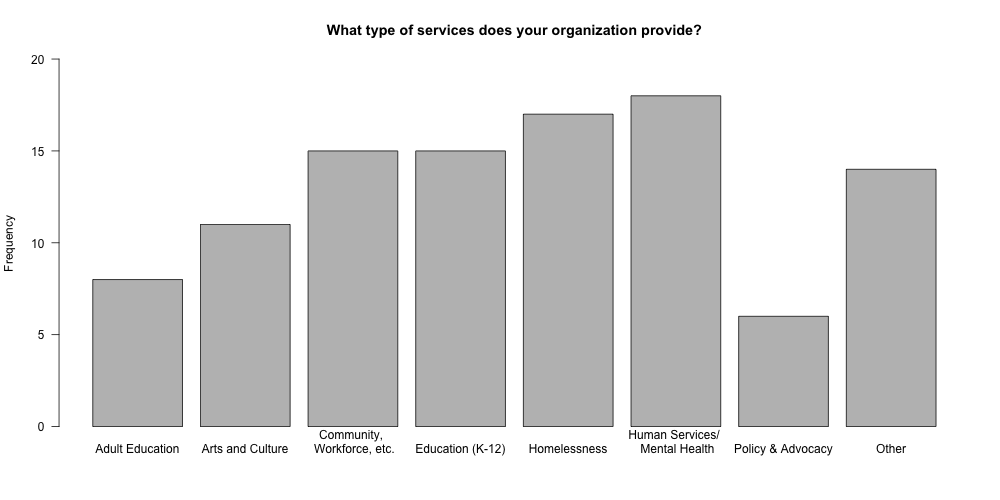 What type of services does your organization provide?
20
15
10
5
0
Frequency
Adult Education
Arts and Culture
Community,
Workforce, etc.
Education (K-12)
Homelessness
Human Services/
Mental Health
Policy & Advocacy
Other